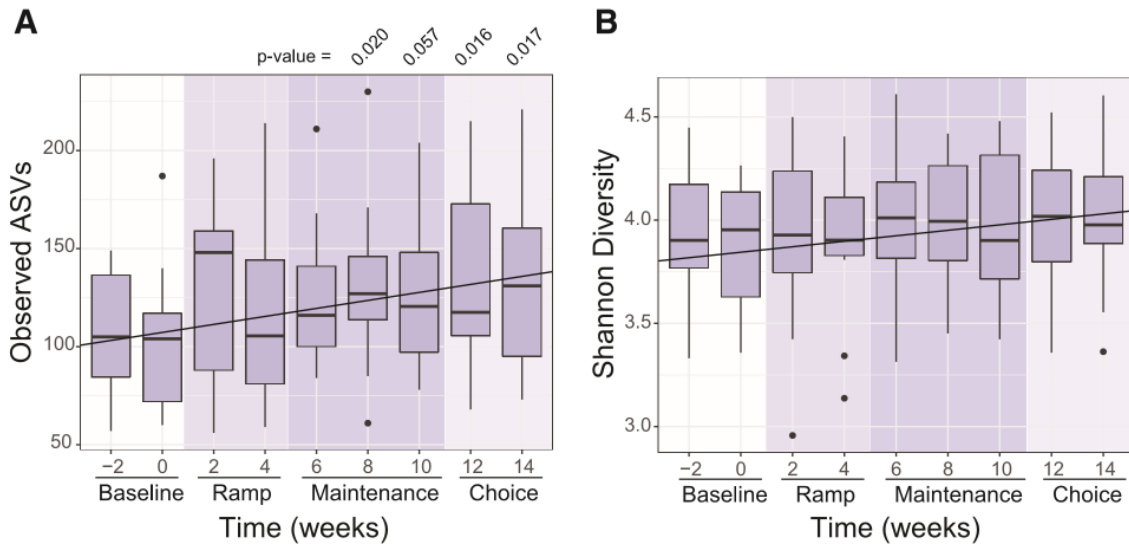 A
p-value = 0.020 0.057 0.016 0.017
Observed ASVs
200
150
100
50
−2 0 2 4 6 8 10 12 14
Baseline Ramp Maintenance Choice
Time (weeks)
B
Shannon Diversity
4.5
4.0
3.5
3.0
−2 0 2 4 6 8 10 12 14
Baseline Ramp Maintenance Choice
Time (weeks)